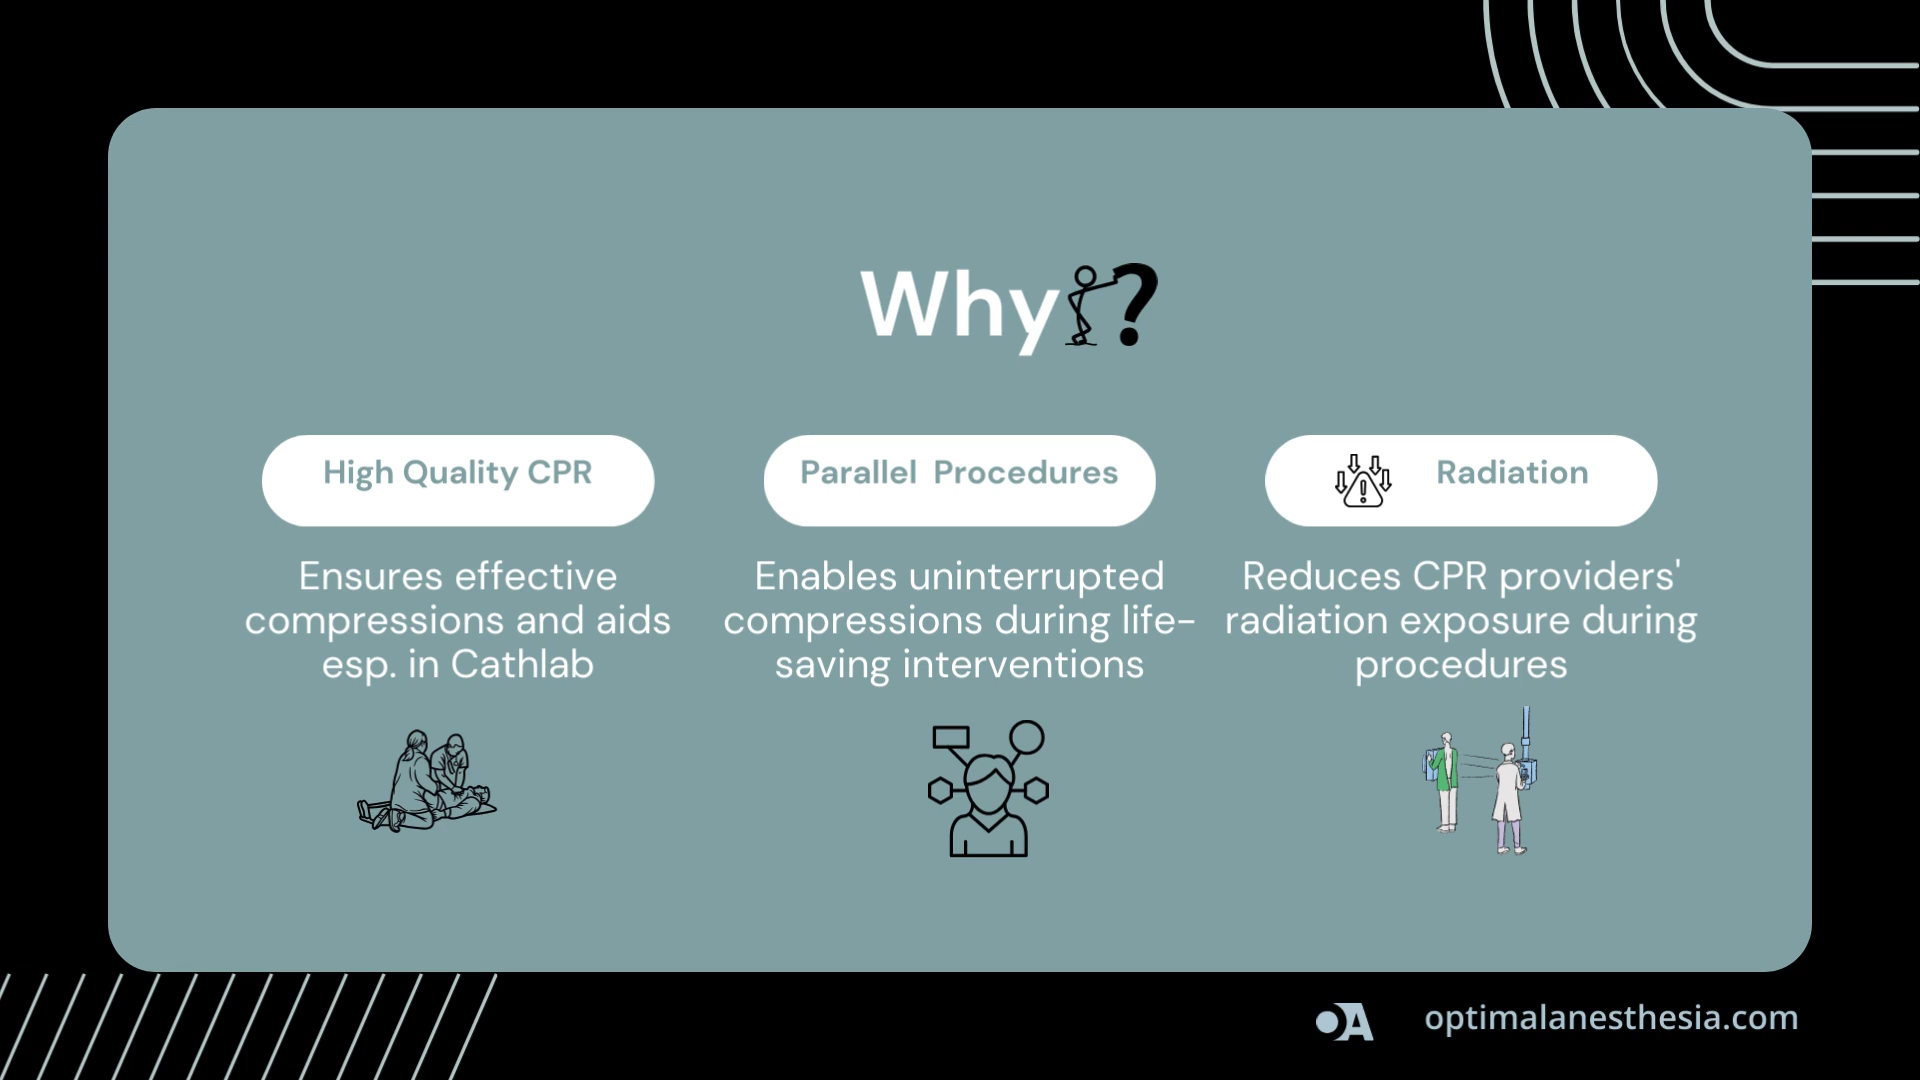 Why?
High Quality CPR
Parallel Procedures
Radiation
Ensures effective
compressions and aids
esp. in Cathlab
Enables uninterrupted
compressions during life-
saving interventions
Reduces CPR providers'
radiation exposure during
procedures
OA
optimalanesthesia.com